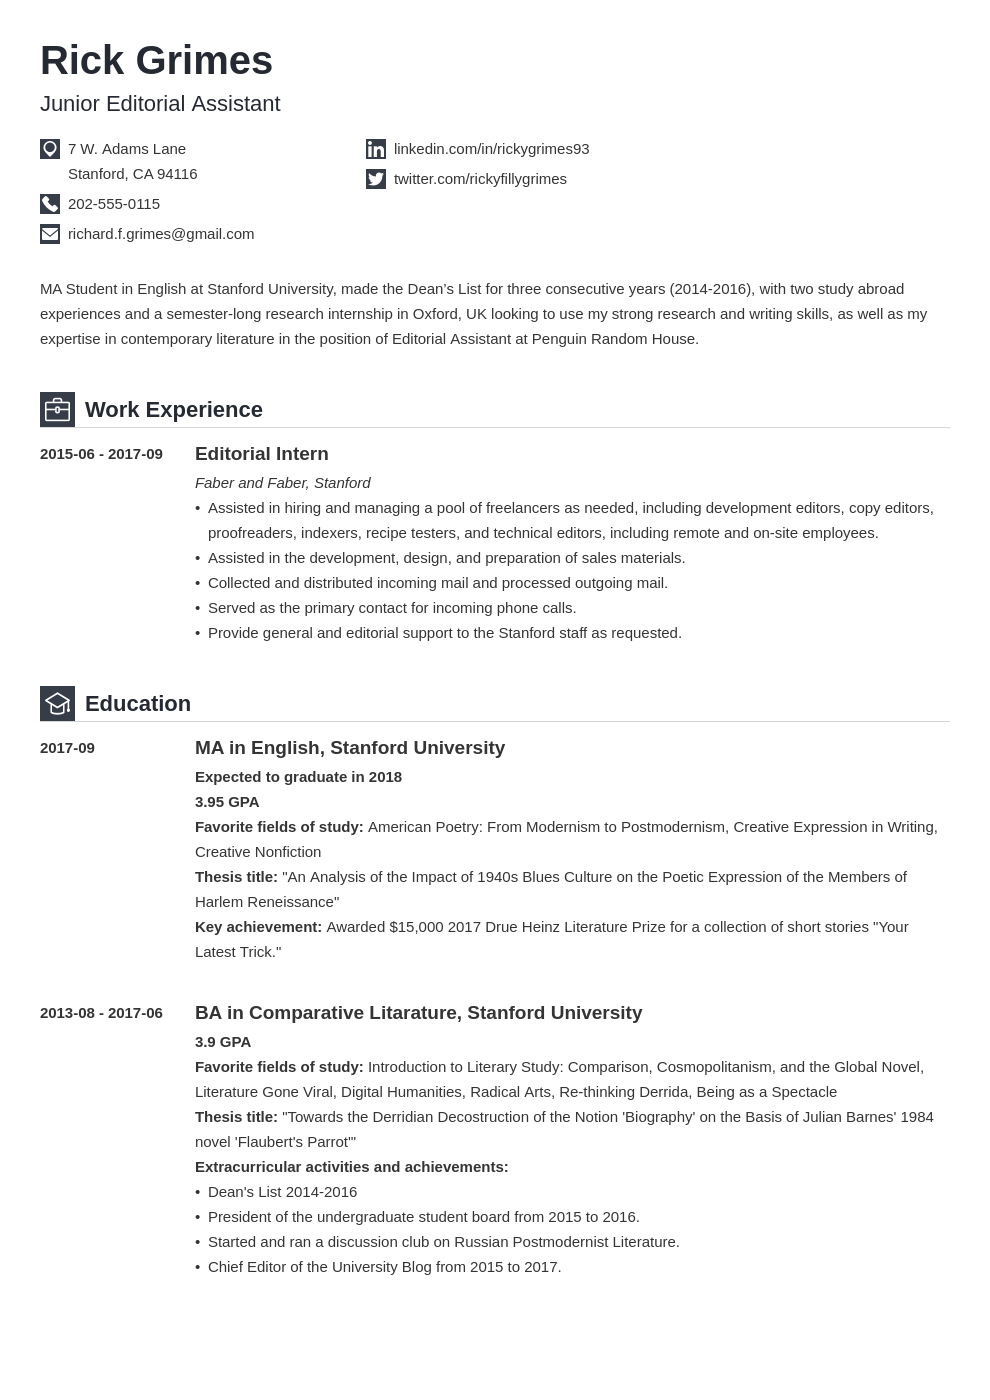 Rick Grimes
Junior Editorial Assistant
7 W. Adams Lane
Stanford, CA 94116
202-555-0115
richard.f.grimes@gmail.com
linkedin.com/in/rickygrimes93
twitter.com/rickyfillygrimes
MA Student in English at Stanford University, made the Dean’s List for three consecutive years (2014-2016), with two study abroad
experiences and a semester-long research internship in Oxford, UK looking to use my strong research and writing skills, as well as my
expertise in contemporary literature in the position of Editorial Assistant at Penguin Random House.
Work Experience
2015-06 - 2017-09
Editorial Intern
Faber and Faber, Stanford
• Assisted in hiring and managing a pool of freelancers as needed, including development editors, copy editors,
proofreaders, indexers, recipe testers, and technical editors, including remote and on-site employees.
• Assisted in the development, design, and preparation of sales materials.
• Collected and distributed incoming mail and processed outgoing mail.
• Served as the primary contact for incoming phone calls.
• Provide general and editorial support to the Stanford staff as requested.
Education
2017-09
MA in English, Stanford University
Expected to graduate in 2018
3.95 GPA
Favorite fields of study: American Poetry: From Modernism to Postmodernism, Creative Expression in Writing,
Creative Nonfiction
Thesis title: "An Analysis of the Impact of 1940s Blues Culture on the Poetic Expression of the Members of
Harlem Reneissance"
Key achievement: Awarded $15,000 2017 Drue Heinz Literature Prize for a collection of short stories "Your
Latest Trick."
2013-08 - 2017-06
BA in Comparative Litarature, Stanford University
3.9 GPA
Favorite fields of study: Introduction to Literary Study: Comparison, Cosmopolitanism, and the Global Novel,
Literature Gone Viral, Digital Humanities, Radical Arts, Re-thinking Derrida, Being as a Spectacle
Thesis title: "Towards the Derridian Decostruction of the Notion 'Biography' on the Basis of Julian Barnes' 1984
novel 'Flaubert's Parrot'"
Extracurricular activities and achievements:
• Dean's List 2014-2016
• President of the undergraduate student board from 2015 to 2016.
• Started and ran a discussion club on Russian Postmodernist Literature.
• Chief Editor of the University Blog from 2015 to 2017.